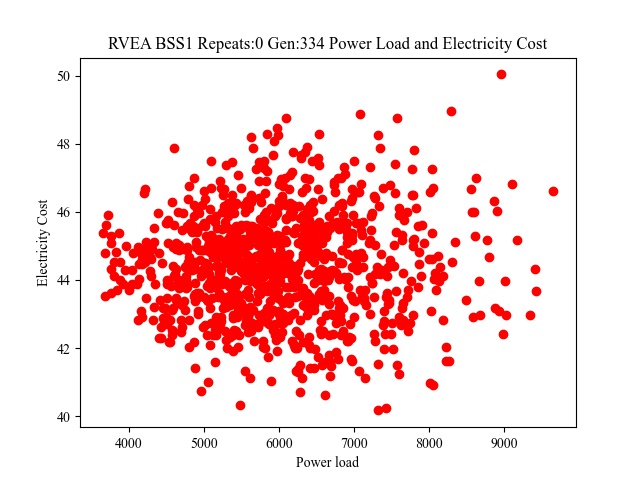 RVEA BSS1 Repeats:0 Gen:334 Power Load and Electricity Cost
50
48
46
44
42
40
Electricity Cost
4000 5000 6000 7000 8000 9000
Power load